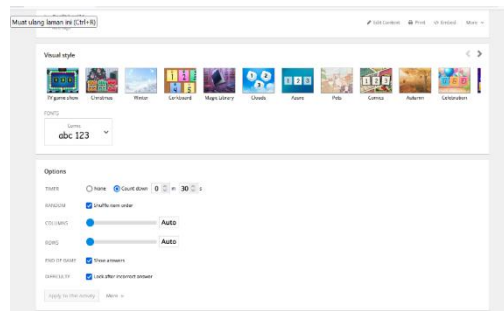 Muat ulang laman ini (Ctrl+R)
Edit Content Print Embed More
Visual style
TV game show Christmas Winter Corkboard Magic Library Clouds Azure Pets Comics Autumn Celebration
FONTS
abc 123
Options
TIMER None Count down 0 m 30 s
RANDOM Shuffle item order
COLUMNS Auto
ROWS Auto
END OF GAME Show answers
DIFFICULTY Lock after incorrect answer
Apply to this activity More